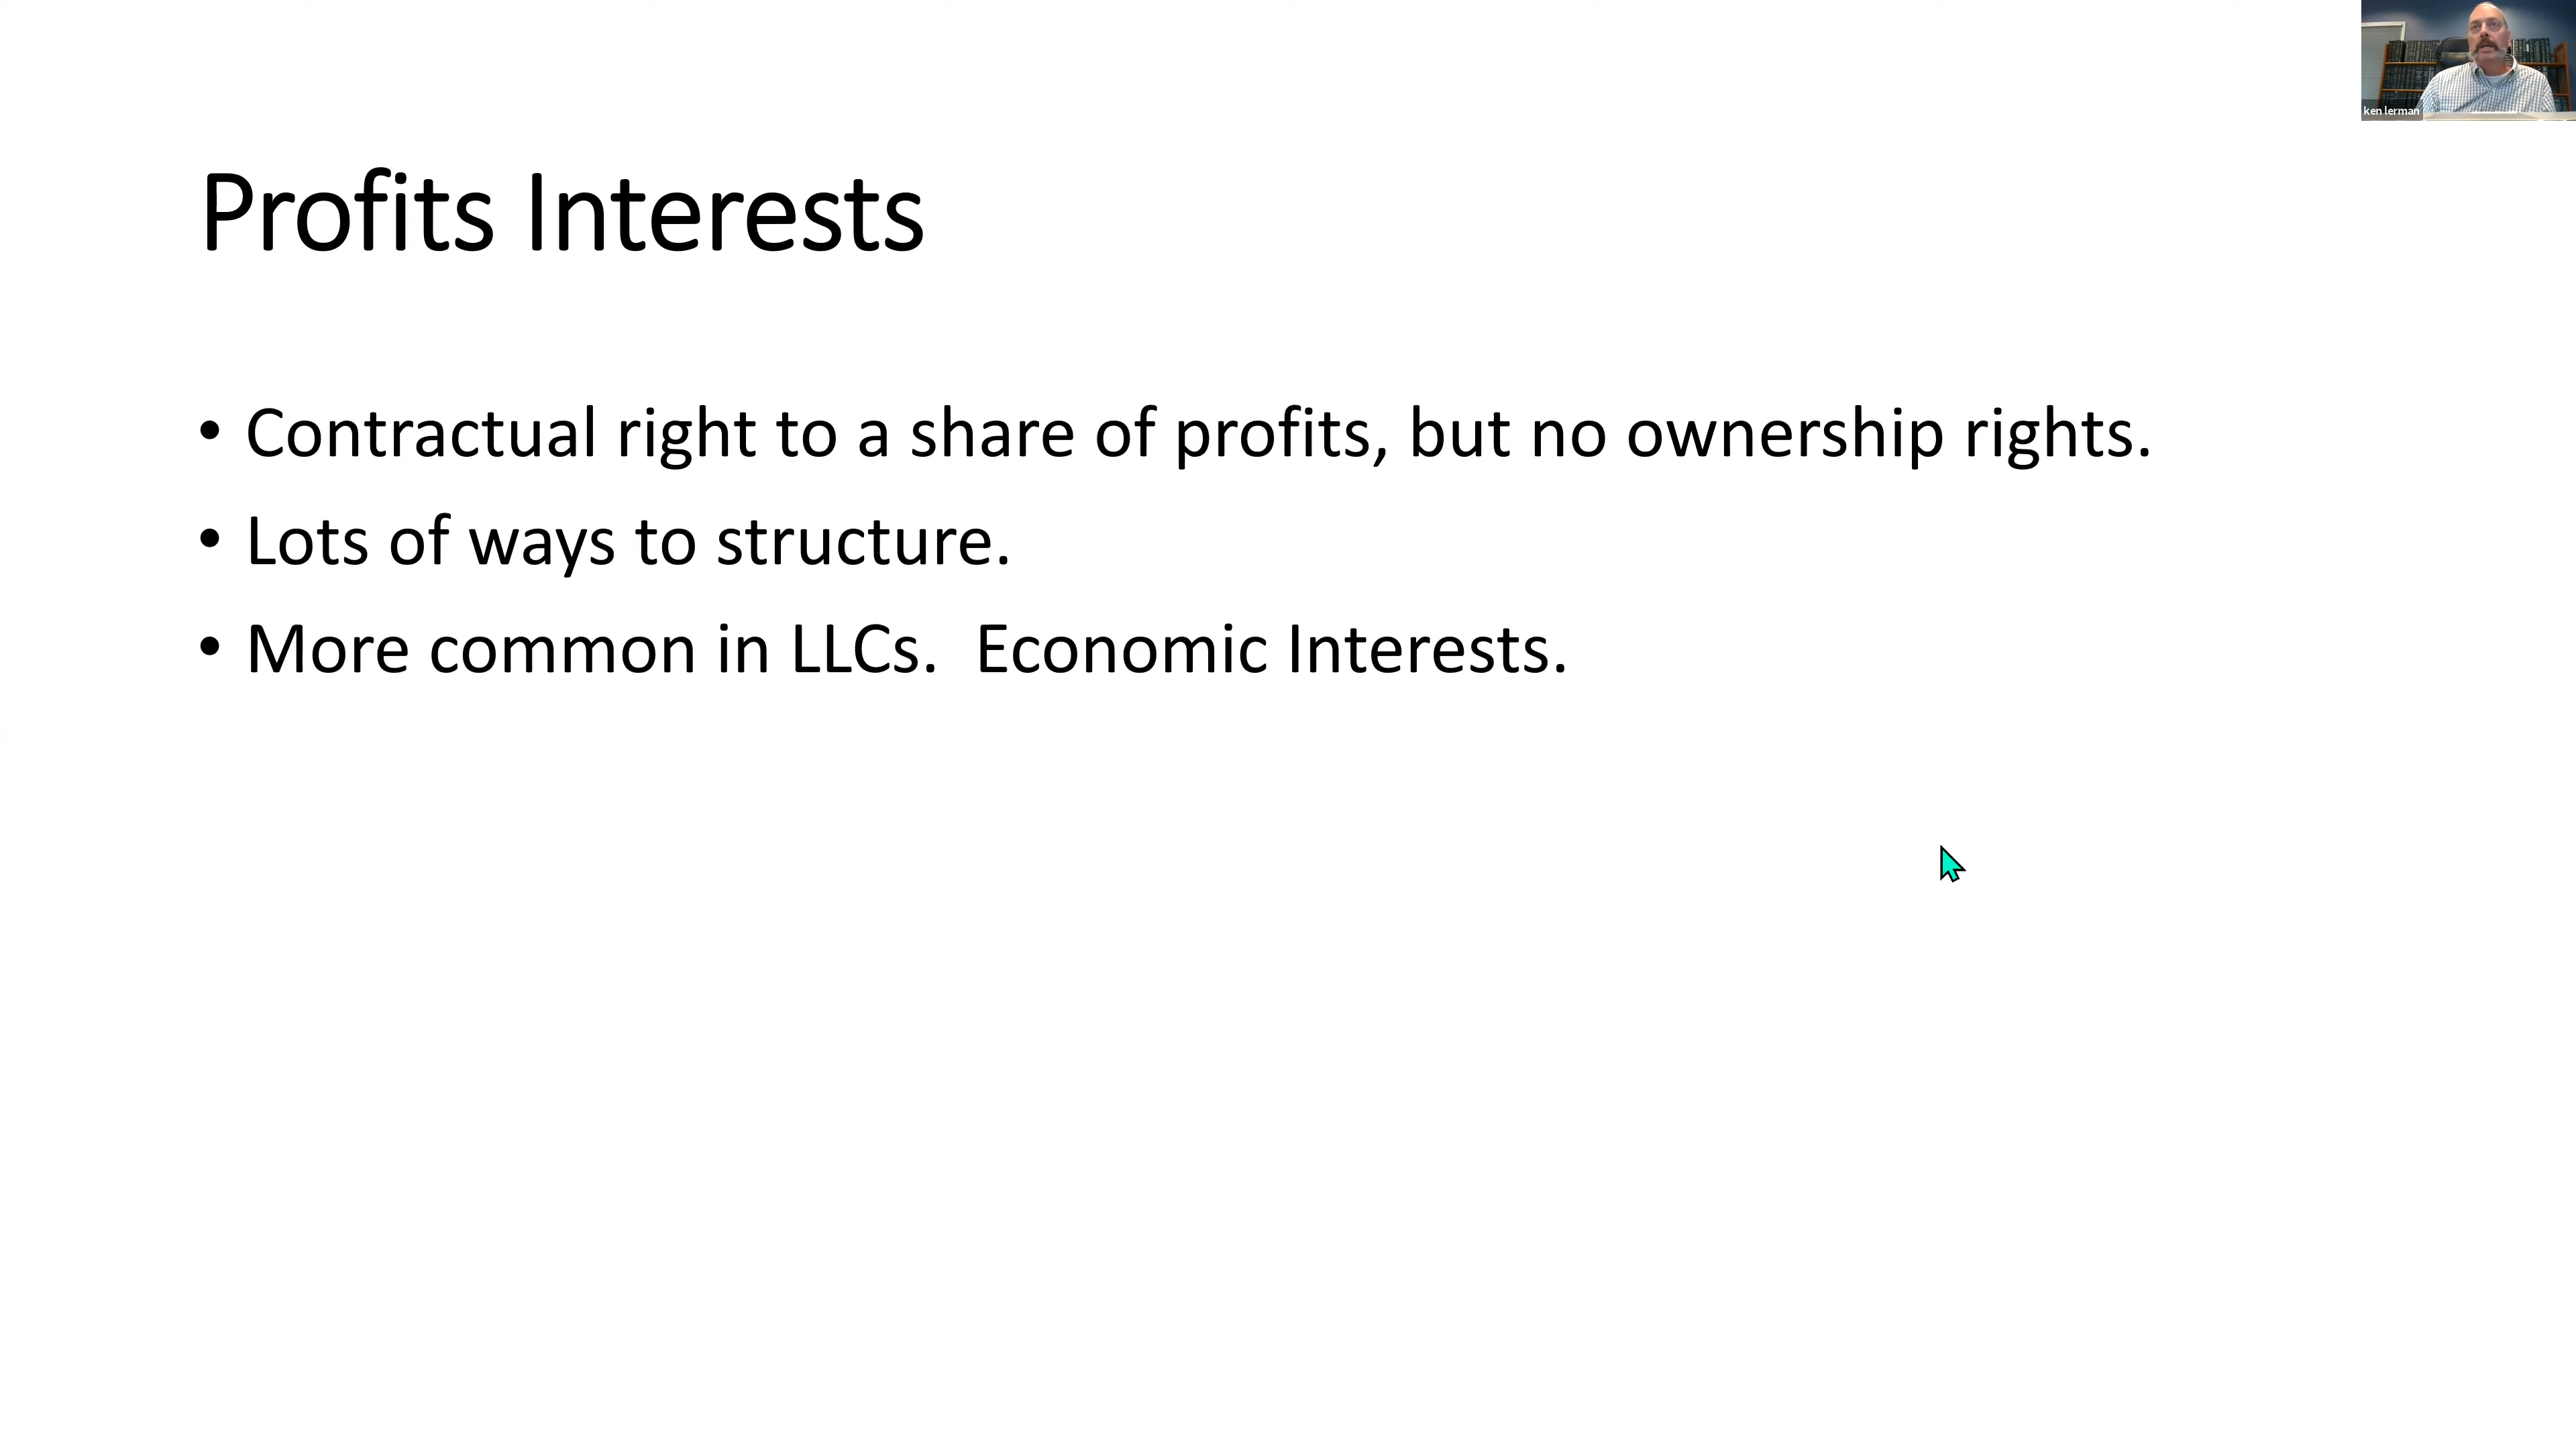 ken lerman
Profits Interests
• Contractual right to a share of profits, but no ownership rights.
• Lots of ways to structure.
• More common in LLCs.  Economic Interests.